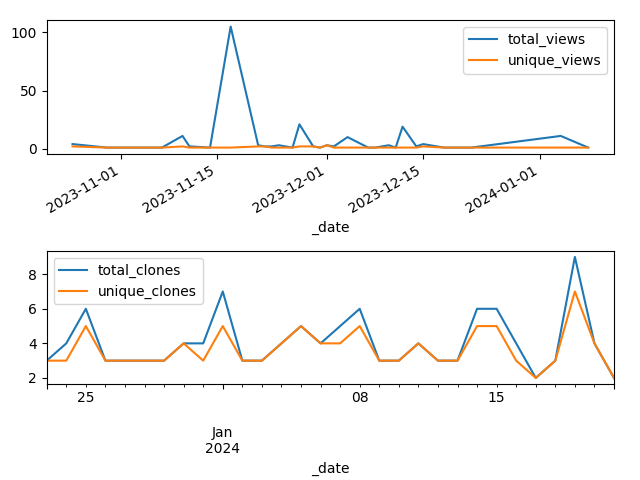 100
50
0
total_views
unique_views
2023-11-01
2023-11-15
2023-12-01
2023-12-15
2024-01-01
_date
8
6
4
2
total_clones
unique_clones
25
08
15
Jan
2024
_date